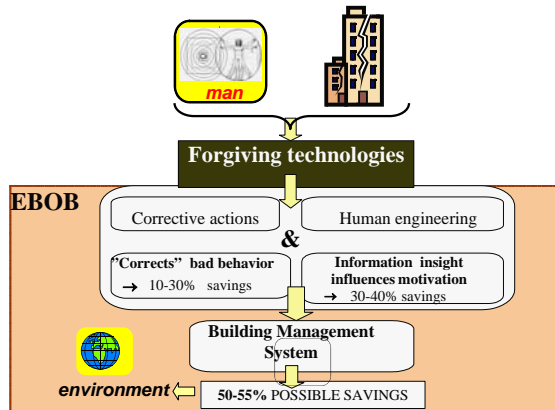 man
Forgiving technologies
EBOB
Corrective actions
Human engineering
&
”Corrects” bad behavior
→ 10-30% savings
Information insight
influences motivation
→ 30-40% savings
Building Management
System
environment
50-55% POSSIBLE SAVINGS